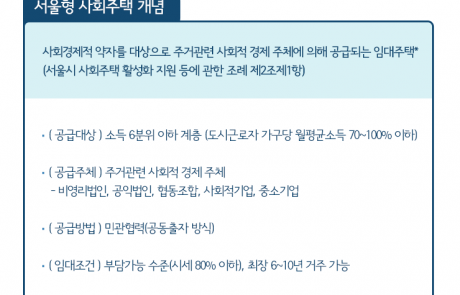 서울형 사회주택 개념
사회경제적 약자를 대상으로 주거관련 사회적 경제 주체에 의해 공급되는 임대주택*
(서울시 사회주택 활성화 지원 등에 관한 조례 제2조제1항)
· ( 공급대상 ) 소득 6분위 이하 계층 (도시근로자 가구당 월평균소득 70~100% 이하)
· ( 공급주체 ) 주거관련 사회적 경제 주체
- 비영리법인, 공익법인, 협동조합, 사회적기업, 중소기업
· ( 공급방법 ) 민관협력(공동출자 방식)
· ( 임대조건 ) 부담가능 수준(시세 80% 이하), 최장 6~10년 거주 가능